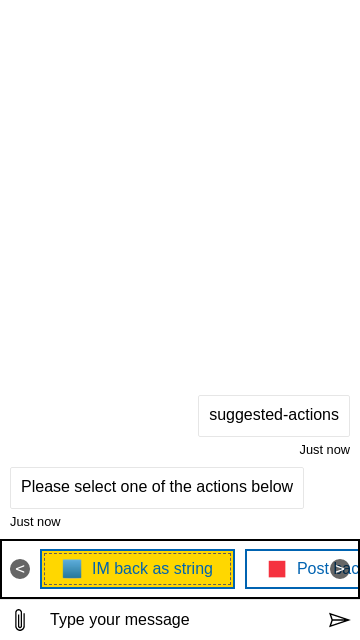 suggested-actions
Just now
Please select one of the actions below
Just now
< IM back as string Post >
Type your message